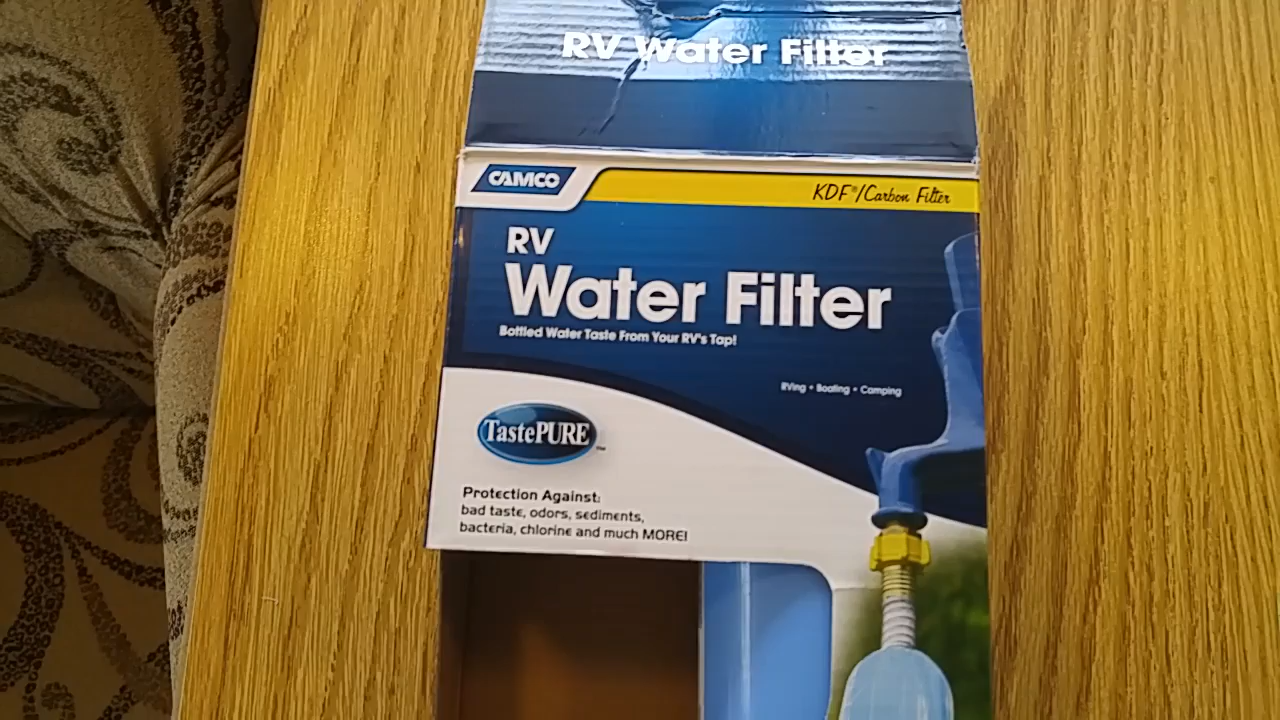 RV Water Filter
CAMCO
KDF®/Carbon Filter
RV
Water Filter
Bottled Water Taste From Your RV's Tap!
RVing • Boating • Camping
TastePURE™
Protection Against:
bad taste, odors, sediments,
bacteria, chlorine and much MORE!